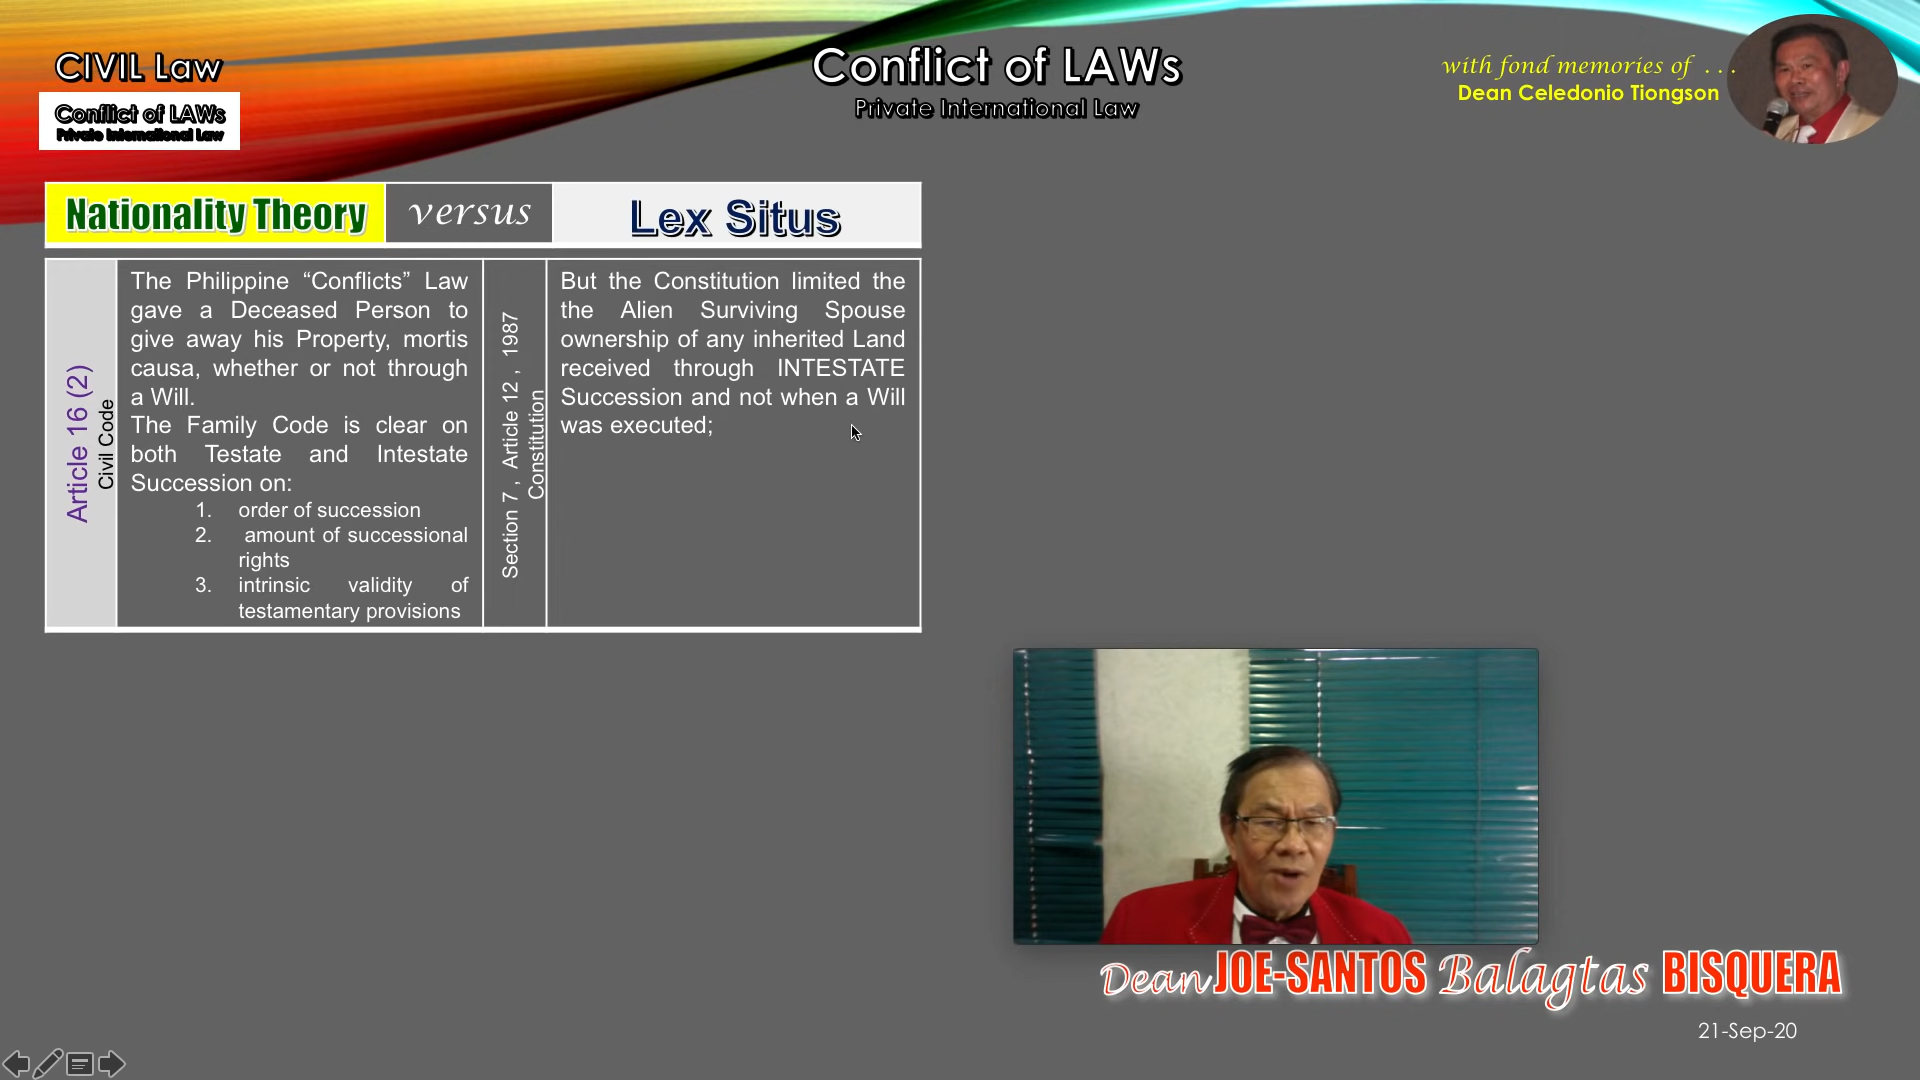 CIVIL Law
Conflict of LAWs
Private International Law
Conflict of LAWs
Private International Law
with fond memories of . . .
Dean Celedonio Tiongson
Nationality Theory
versus
Lex Situs
Article 16 (2)
Civil Code
The Philippine “Conflicts” Law
gave a Deceased Person to
give away his Property, mortis
causa, whether or not through
a Will.
The Family Code is clear on
both Testate and Intestate
Succession on:
1. order of succession
2. amount of successional
rights
3. intrinsic validity of
testamentary provisions
Section 7 , Article 12 , 1987
Constitution
But the Constitution limited the
the Alien Surviving Spouse
ownership of any inherited Land
received through INTESTATE
Succession and not when a Will
was executed;
Dean JOE-SANTOS Balagtas BISQUERA
21-Sep-20